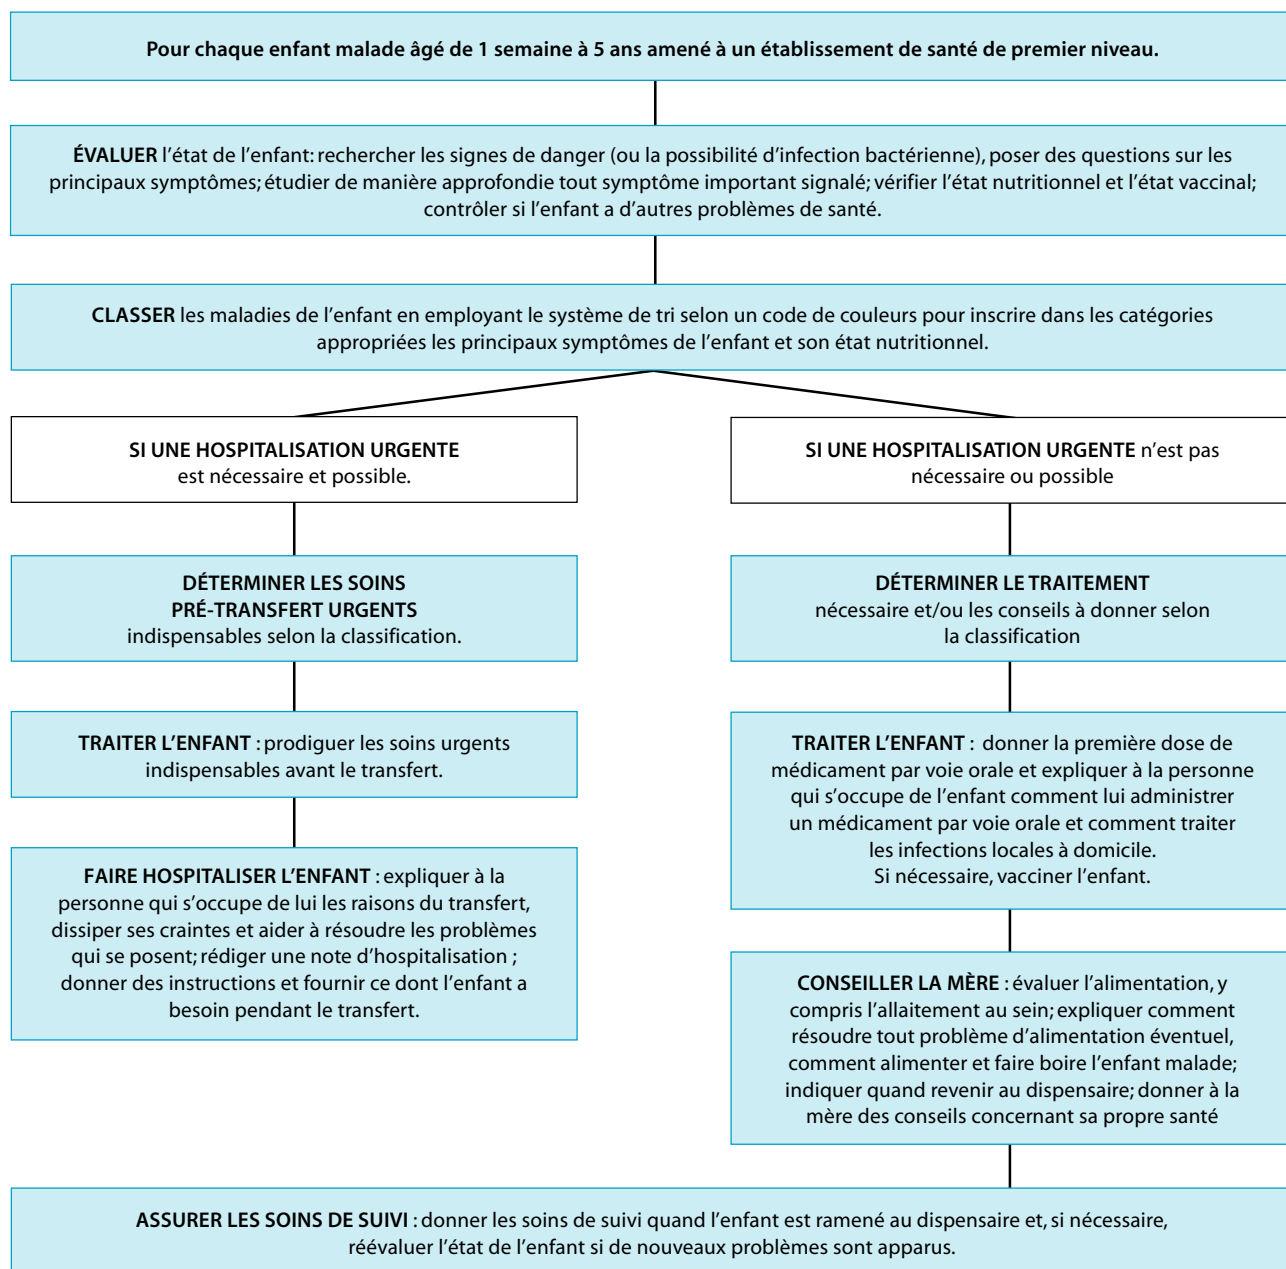 Pour chaque enfant malade âgé de 1 semaine à 5 ans amené à un établissement de santé de premier niveau.
ÉVALUER l’état de l’enfant: rechercher les signes de danger (ou la possibilité d’infection bactérienne), poser des questions sur les
principaux symptômes; étudier de manière approfondie tout symptôme important signalé; vérifier l’état nutritionnel et l’état vaccinal;
contrôler si l’enfant a d’autres problèmes de santé.
CLASSER les maladies de l’enfant en employant le système de tri selon un code de couleurs pour inscrire dans les catégories
appropriées les principaux symptômes de l’enfant et son état nutritionnel.
SI UNE HOSPITALISATION URGENTE
est nécessaire et possible.
DÉTERMINER LES SOINS
PRÉ-TRANSFERT URGENTS
indispensables selon la classification.
TRAITER L’ENFANT : prodiguer les soins urgents
indispensables avant le transfert.
FAIRE HOSPITALISER L’ENFANT : expliquer à la
personne qui s’occupe de lui les raisons du transfert,
dissiper ses craintes et aider à résoudre les problèmes
qui se posent; rédiger une note d’hospitalisation ;
donner des instructions et fournir ce dont l’enfant a
besoin pendant le transfert.
SI UNE HOSPITALISATION URGENTE n’est pas
nécessaire ou possible
DÉTERMINER LE TRAITEMENT
nécessaire et/ou les conseils à donner selon
la classification
TRAITER L’ENFANT : donner la première dose de
médicament par voie orale et expliquer à la personne
qui s’occupe de l’enfant comment lui administrer
un médicament par voie orale et comment traiter
les infections locales à domicile.
Si nécessaire, vacciner l’enfant.
CONSEILLER LA MÈRE : évaluer l’alimentation, y
compris l’allaitement au sein; expliquer comment
résoudre tout problème d’alimentation éventuel,
comment alimenter et faire boire l’enfant malade;
indiquer quand revenir au dispensaire; donner à la
mère des conseils concernant sa propre santé
ASSURER LES SOINS DE SUIVI : donner les soins de suivi quand l’enfant est ramené au dispensaire et, si nécessaire,
réévaluer l’état de l’enfant si de nouveaux problèmes sont apparus.